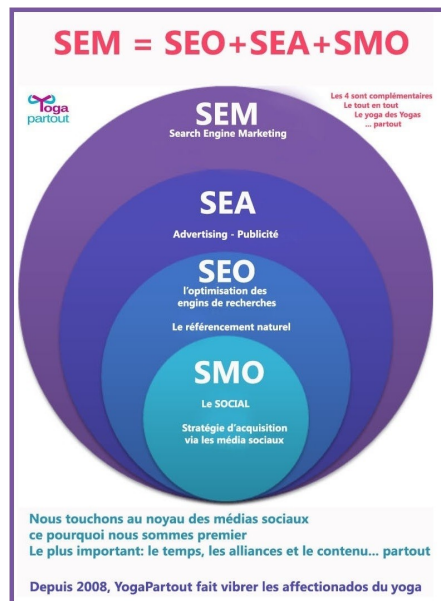 SEM = SEO+SEA+SMO
Yoga
partout
Les 4 sont complémentaires
Le tout en tout
Le yoga des Yogas
... partout
SEM
Search Engine Marketing
SEA
Advertising - Publicité
SEO
l'optimisation des
engins de recherches
Le référencement naturel
SMO
Le SOCIAL
Stratégie d'acquisition
via les média sociaux
Nous touchons au noyau des médias sociaux
ce pourquoi nous sommes premier
Le plus important: le temps, les alliances et le contenu... partout
Depuis 2008, YogaPartout fait vibrer les affectionados du yoga